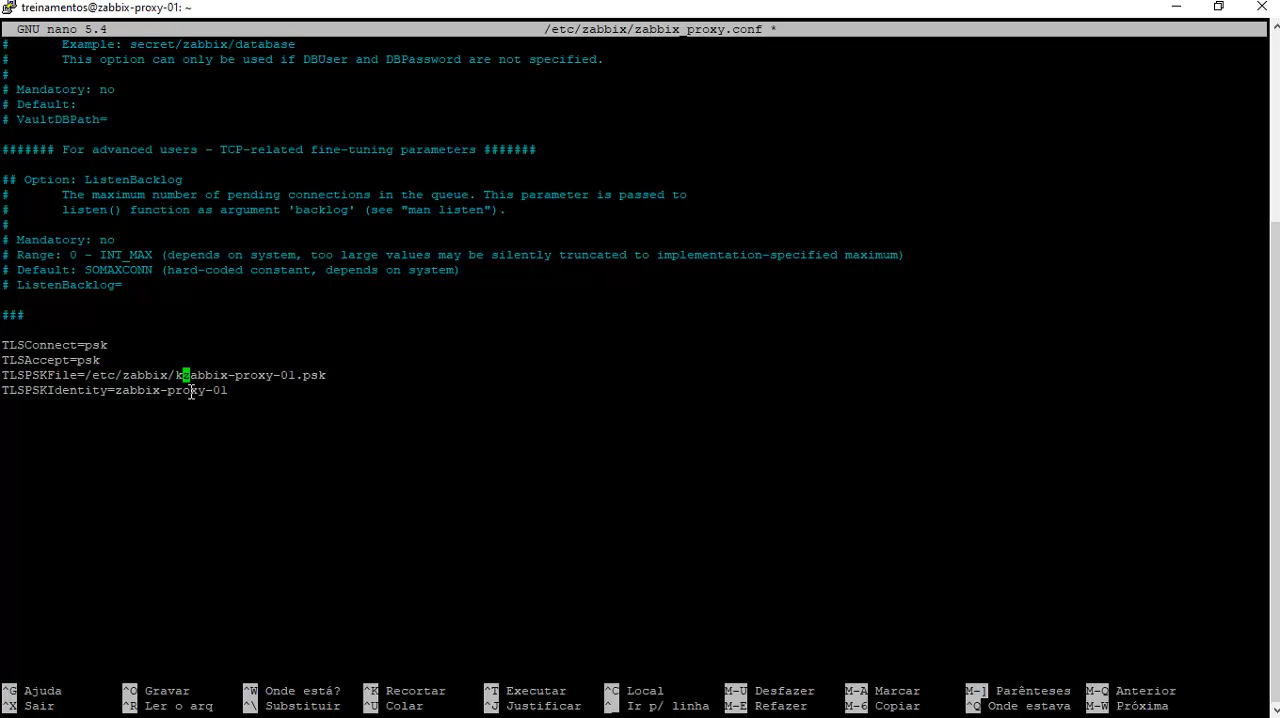 treinamentos@zabbix-proxy-01: ~
GNU nano 5.4 /etc/zabbix/zabbix_proxy.conf *
# Example: secret/zabbix/database
# This option can only be used if DBUser and DBPassword are not specified.
#
# Mandatory: no
# Default:
# VaultDBPath=
####### For advanced users - TCP-related fine-tuning parameters #######
## Option: ListenBacklog
# The maximum number of pending connections in the queue. This parameter is passed to
# listen() function as argument 'backlog' (see "man listen").
#
# Mandatory: no
# Range: 0 - INT_MAX (depends on system, too large values may be silently truncated to implementation-specified maximum)
# Default: SOMAXCONN (hard-coded constant, depends on system)
# ListenBacklog=
###
TLSConnect=psk
TLSAccept=psk
TLSPSKFile=/etc/zabbix/kzabbix-proxy-01.psk
TLSPSKIdentity=zabbix-proxy-01
^G Ajuda ^O Gravar ^W Onde está? ^K Recortar ^T Executar ^C Local M-U Desfazer M-A Marcar M-] Parênteses M-Q Anterior
^X Sair ^R Ler o arq ^\ Substituir ^U Colar ^J Justificar ^_ Ir p/ linha M-E Refazer M-6 Copiar ^Q Onde estava M-W Próxima